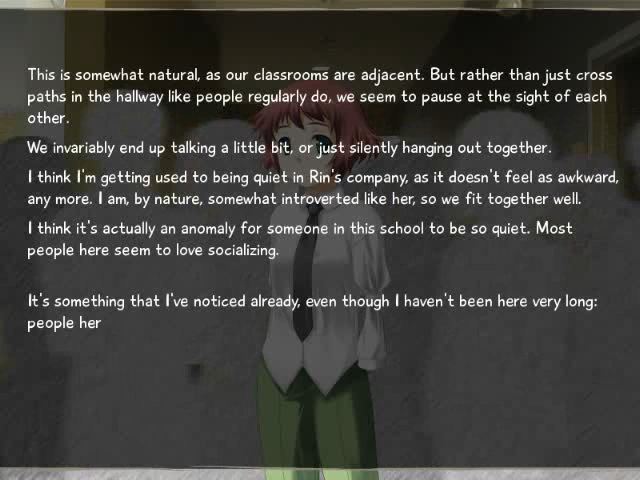 This is somewhat natural, as our classrooms are adjacent. But rather than just cross
paths in the hallway like people regularly do, we seem to pause at the sight of each
other.
We invariably end up talking a little bit, or just silently hanging out together.
I think I'm getting used to being quiet in Rin's company, as it doesn't feel as awkward,
any more. I am, by nature, somewhat introverted like her, so we fit together well.
I think it's actually an anomaly for someone in this school to be so quiet. Most
people here seem to love socializing.
It's something that I've noticed already, even though I haven't been here very long:
people her